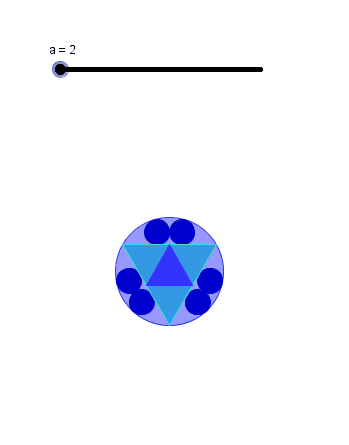 a = 2